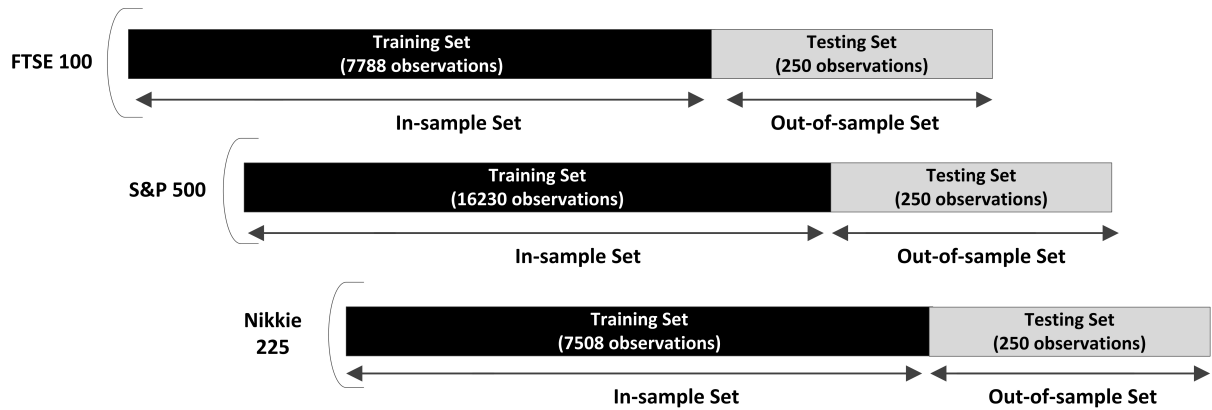 FTSE 100
Training Set
(7788 observations)
Testing Set
(250 observations)
In-sample Set
Out-of-sample Set
S&P 500
Training Set
(16230 observations)
Testing Set
(250 observations)
In-sample Set
Out-of-sample Set
Nikkie
225
Training Set
(7508 observations)
Testing Set
(250 observations)
In-sample Set
Out-of-sample Set